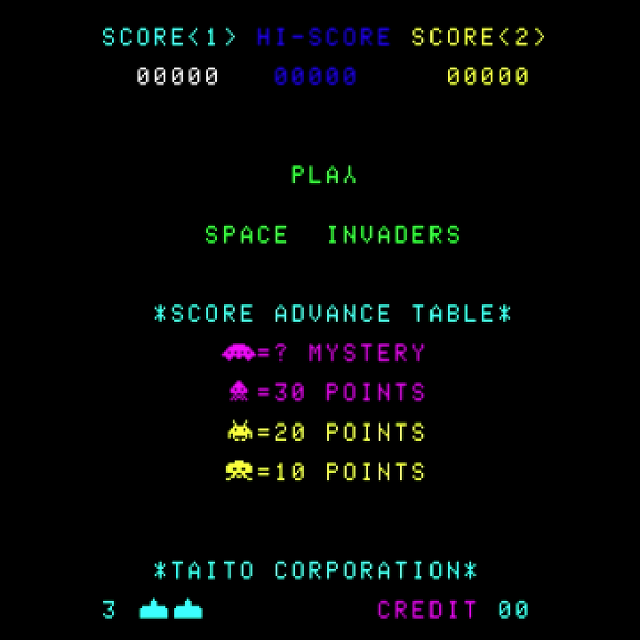 SCORE<1> HI-SCORE SCORE<2>
00000 00000 00000
PLAY
SPACE INVADERS
*SCORE ADVANCE TABLE*
=? MYSTERY
=30 POINTS
=20 POINTS
=10 POINTS
*TAITO CORPORATION*
3 CREDIT 00